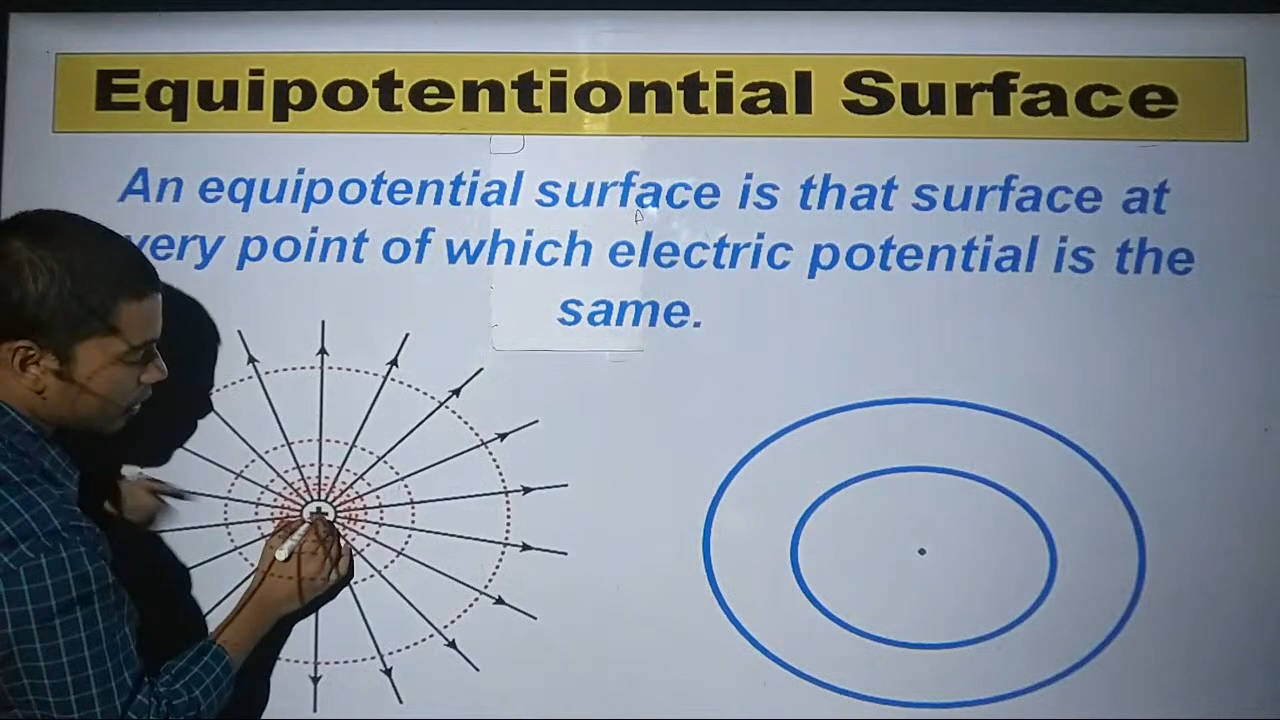 Equipotentiontial Surface
An equipotential surface is that surface at
very point of which electric potential is the
same.
+